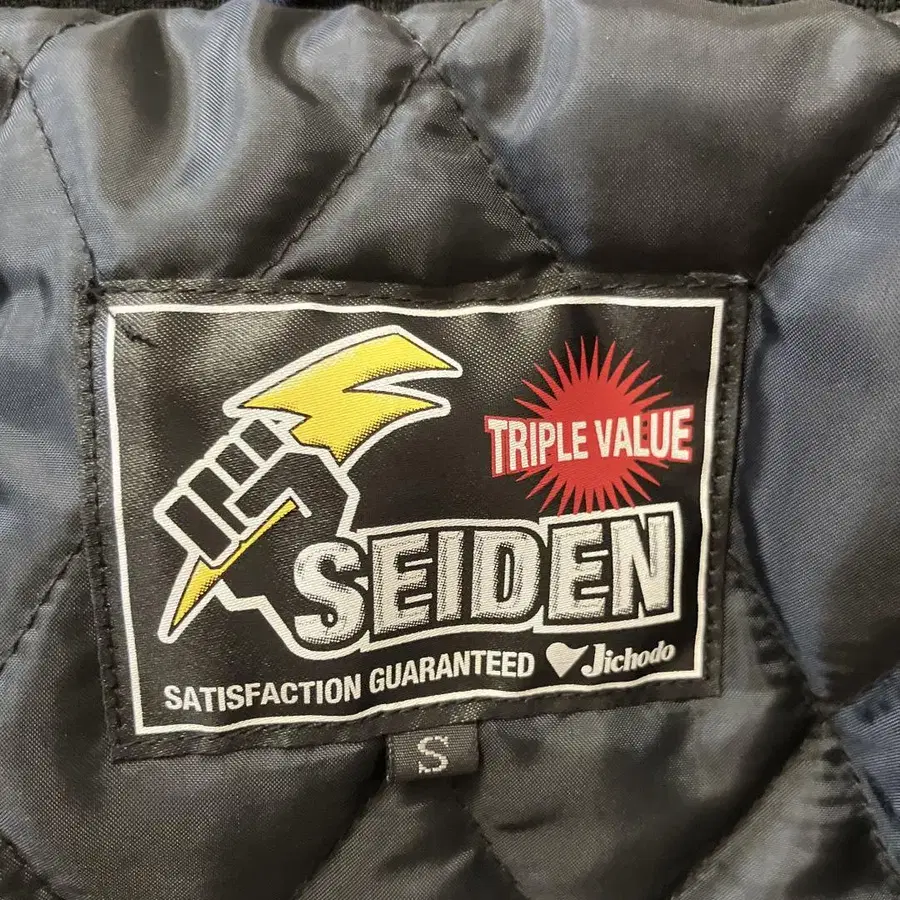 TRIPLE VALUE
SEIDEN
SATISFACTION GUARANTEED Jichodo
S